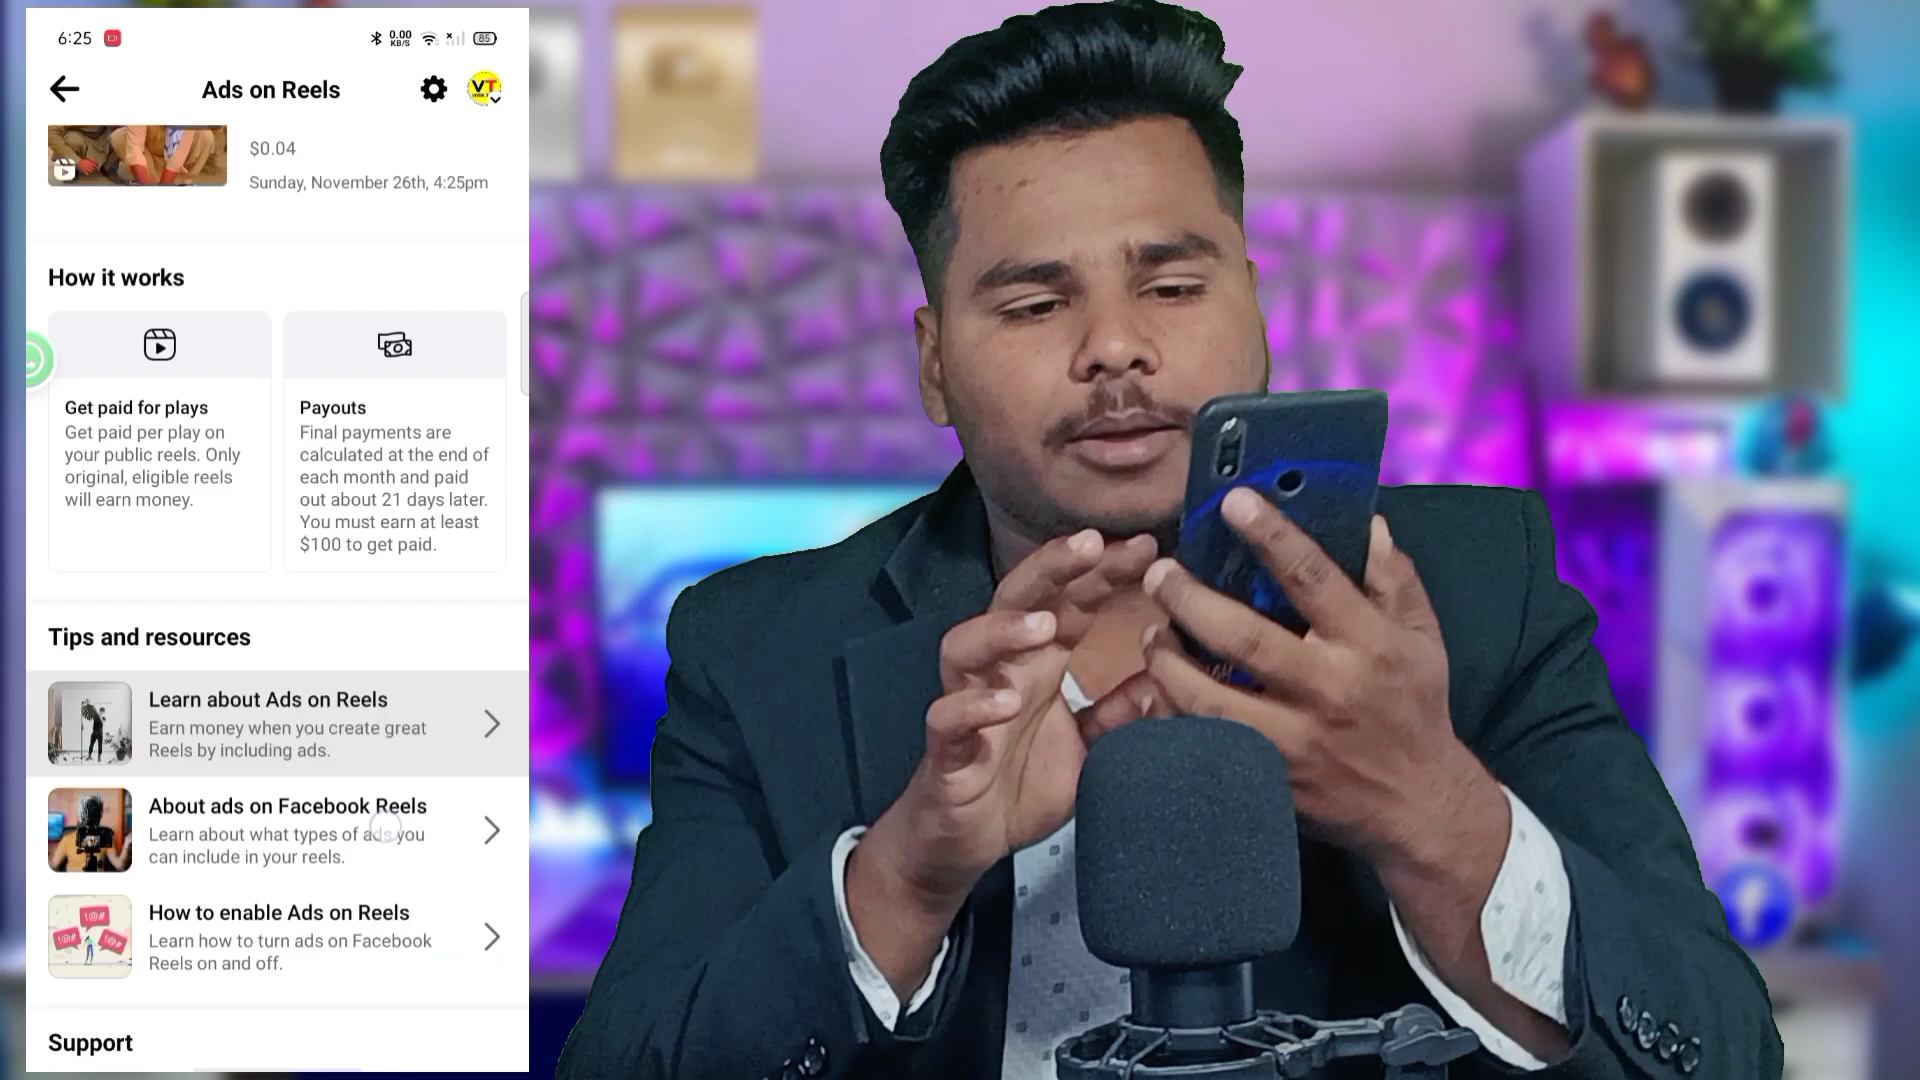 6:25
0.00
KB/S
85
Ads on Reels
VT
$0.04
Sunday, November 26th, 4:25pm
How it works
Get paid for plays
Get paid per play on
your public reels. Only
original, eligible reels
will earn money.
Payouts
Final payments are
calculated at the end of
each month and paid
out about 21 days later.
You must earn at least
$100 to get paid.
Tips and resources
Learn about Ads on Reels
Earn money when you create great
Reels by including ads.
About ads on Facebook Reels
Learn about what types of ads you
can include in your reels.
!@#
!@#
!@#
How to enable Ads on Reels
Learn how to turn ads on Facebook
Reels on and off.
Support